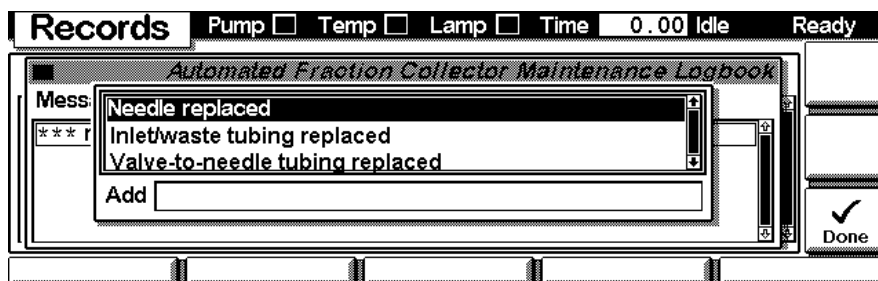 Records Pump Temp Lamp Time 0.00 Idle Ready
Automated Fraction Collector Maintenance Logbook
Needle replaced
Inlet/waste tubing replaced
Valve-to-needle tubing replaced
Add
Done